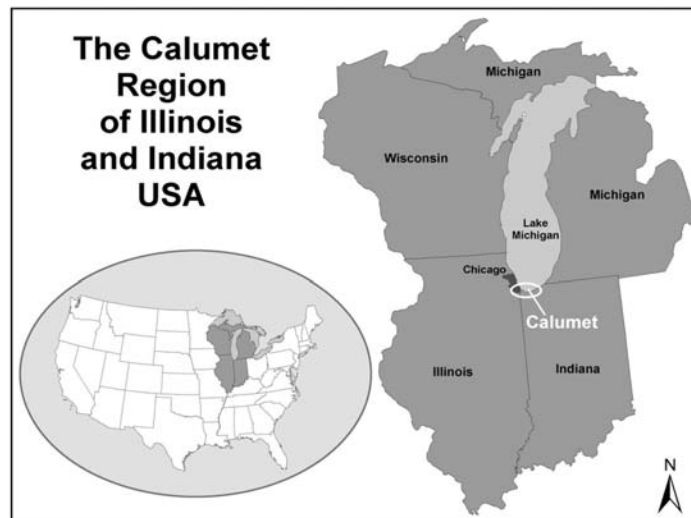 The Calumet
Region
of Illinois
and Indiana
USA
Michigan
Wisconsin
Michigan
Lake
Michigan
Chicago
Calumet
Illinois
Indiana
N